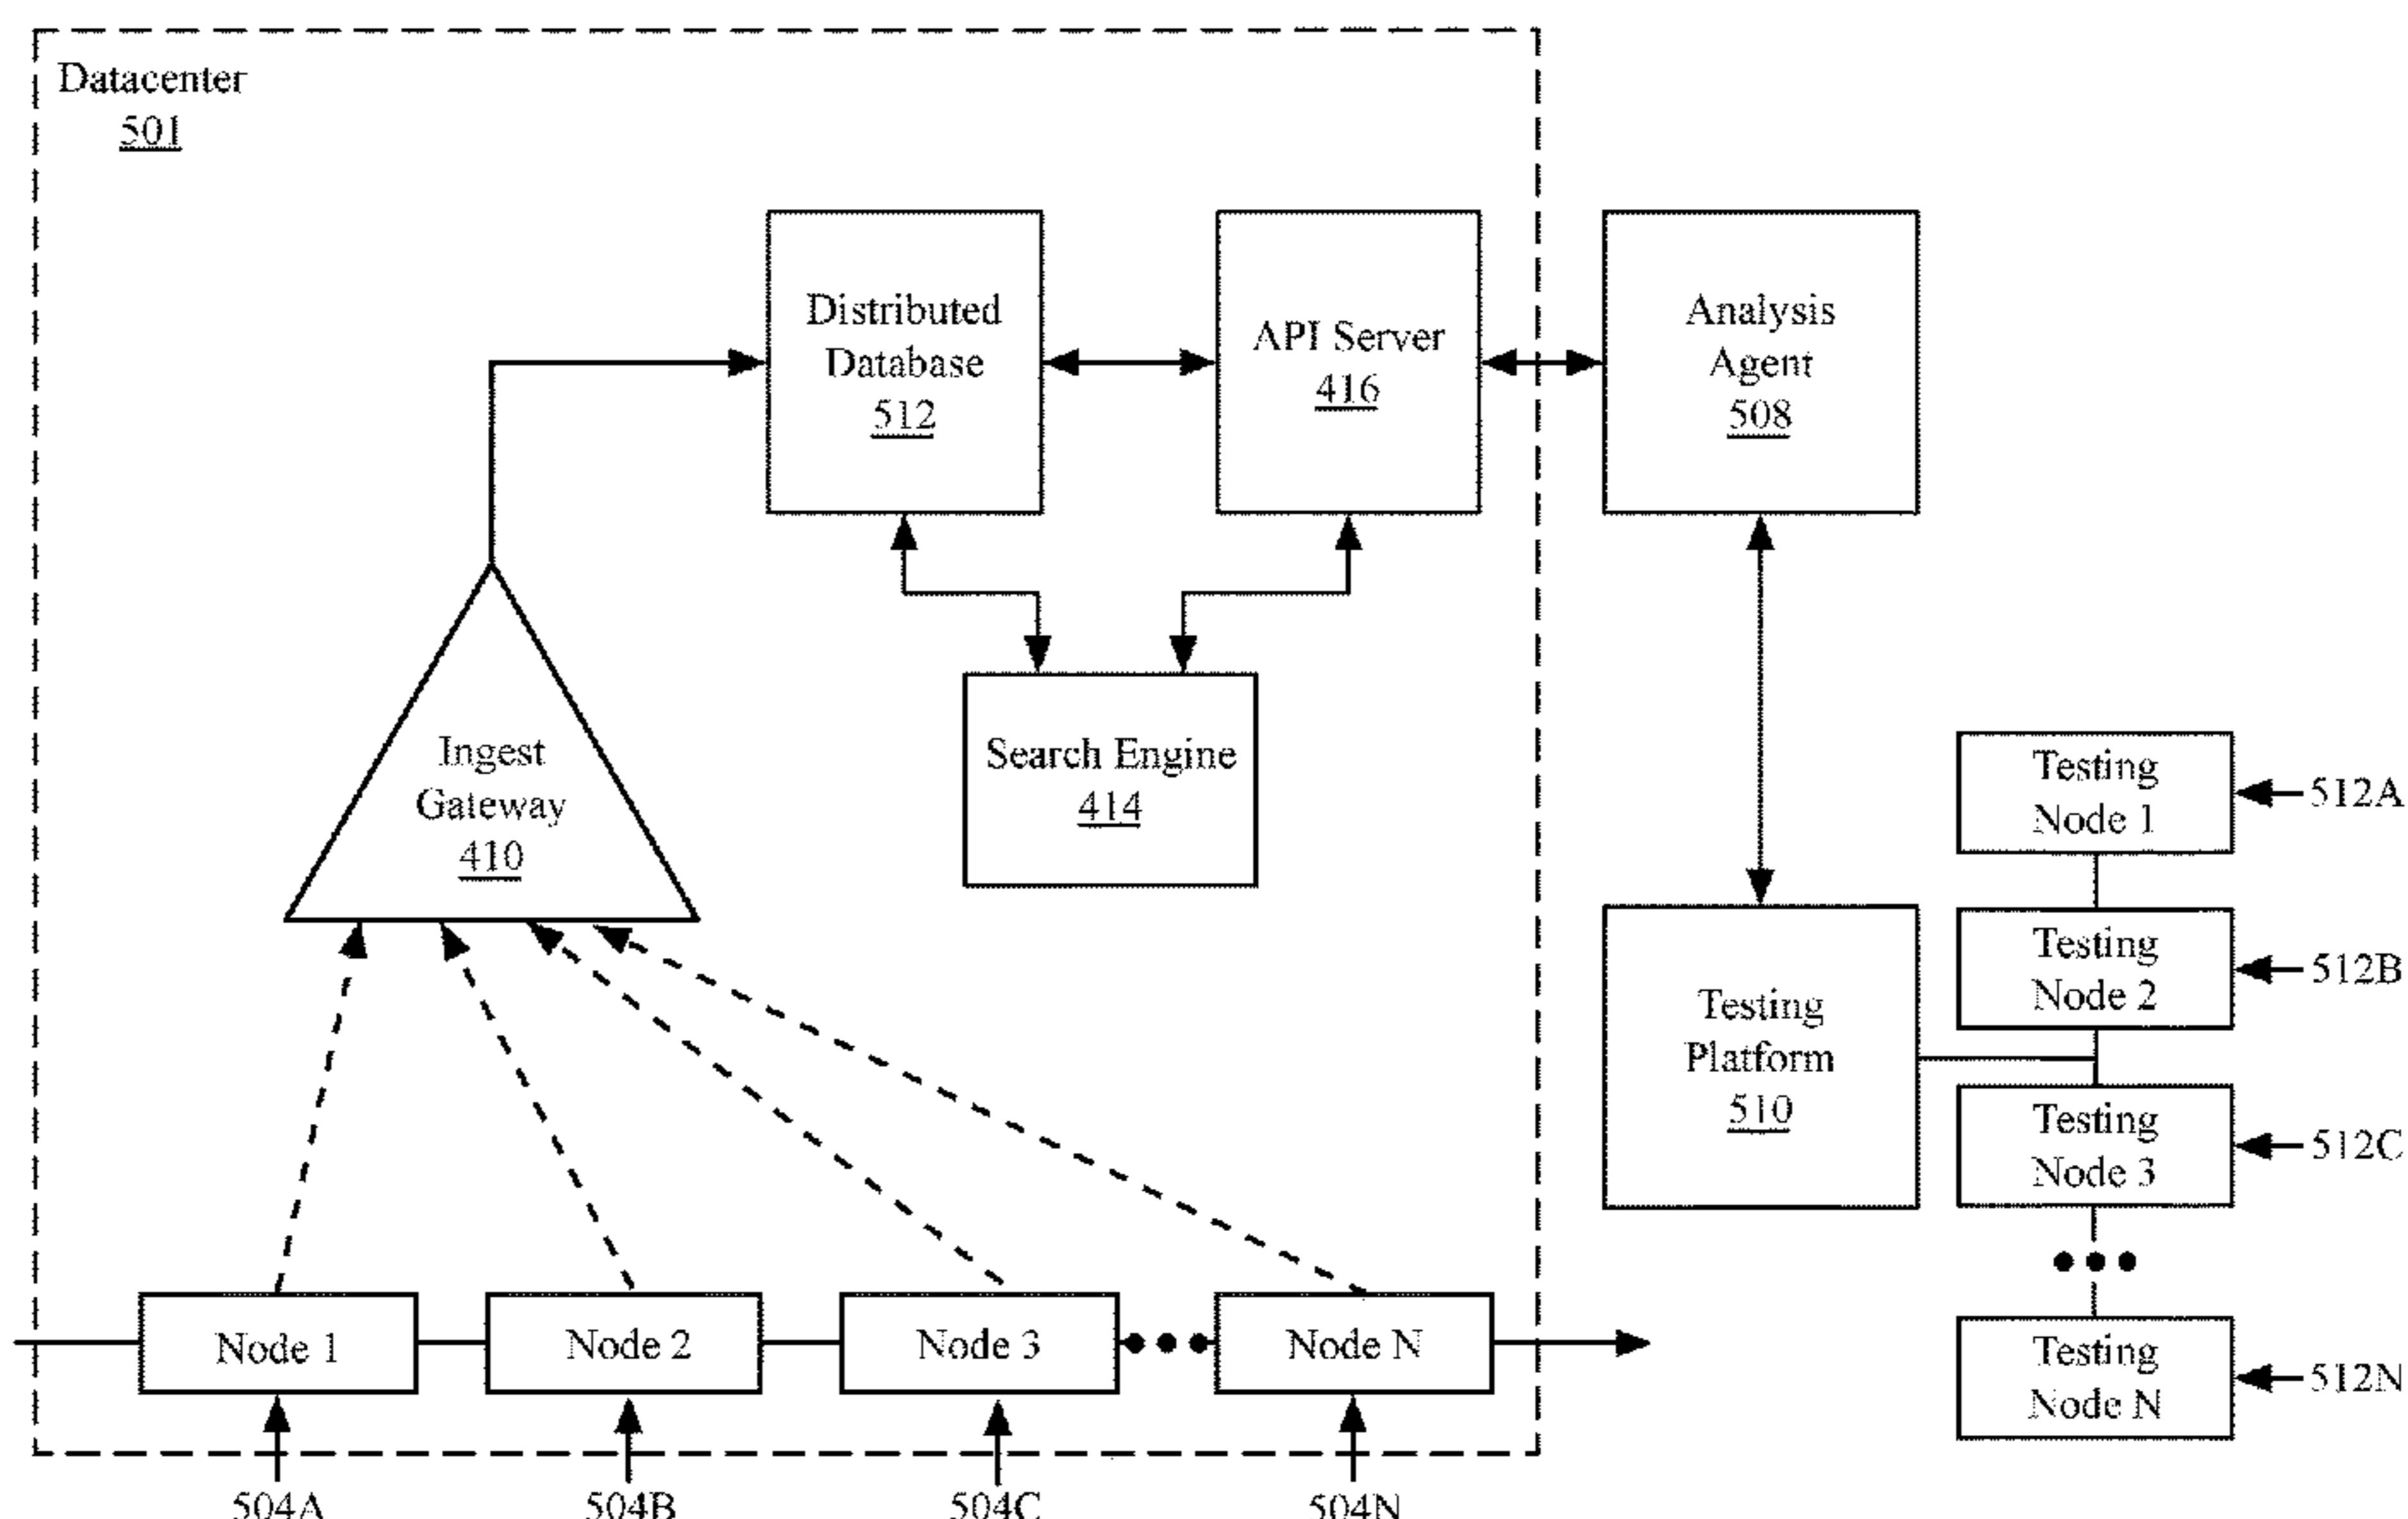 Datacenter
501
Distributed
Database
512
API Server
416
Analysis
Agent
508
Ingest
Gateway
410
Search Engine
414
Testing
Node 1
512A
Testing
Node 2
512B
Testing
Platform
510
Testing
Node 3
512C
Testing
Node N
512N
Node 1
Node 2
Node 3
Node N
504A
504B
504C
504N